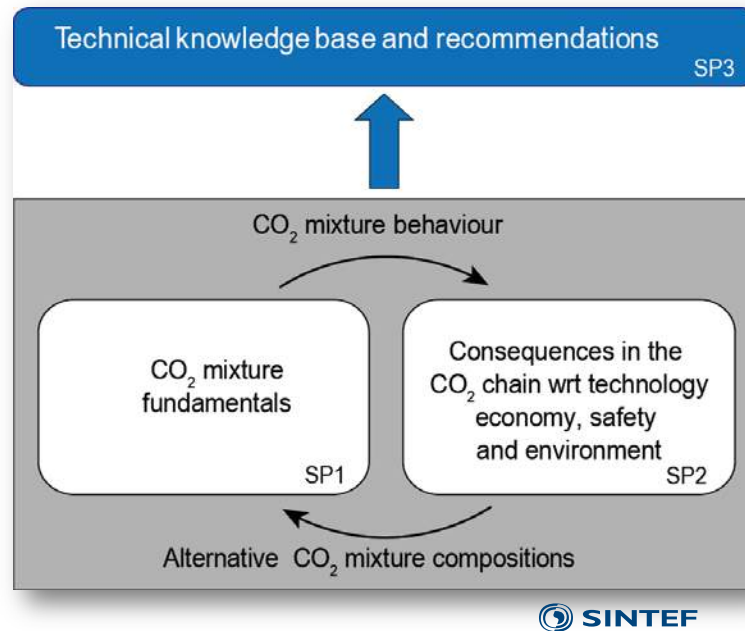 Technical knowledge base and recommendations
SP3
CO₂ mixture behaviour
CO₂ mixture
fundamentals
SP1
Consequences in the
CO₂ chain wrt technology
economy, safety
and environment
SP2
Alternative CO₂ mixture compositions
SINTEF